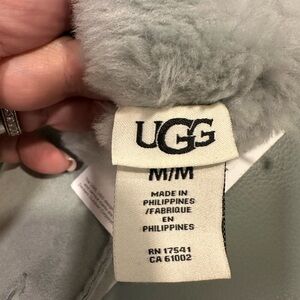 UGG
M/M
MADE IN
PHILIPPINES
/FABRIQUE
EN
PHILIPPINES
RN 17541
CA 61002